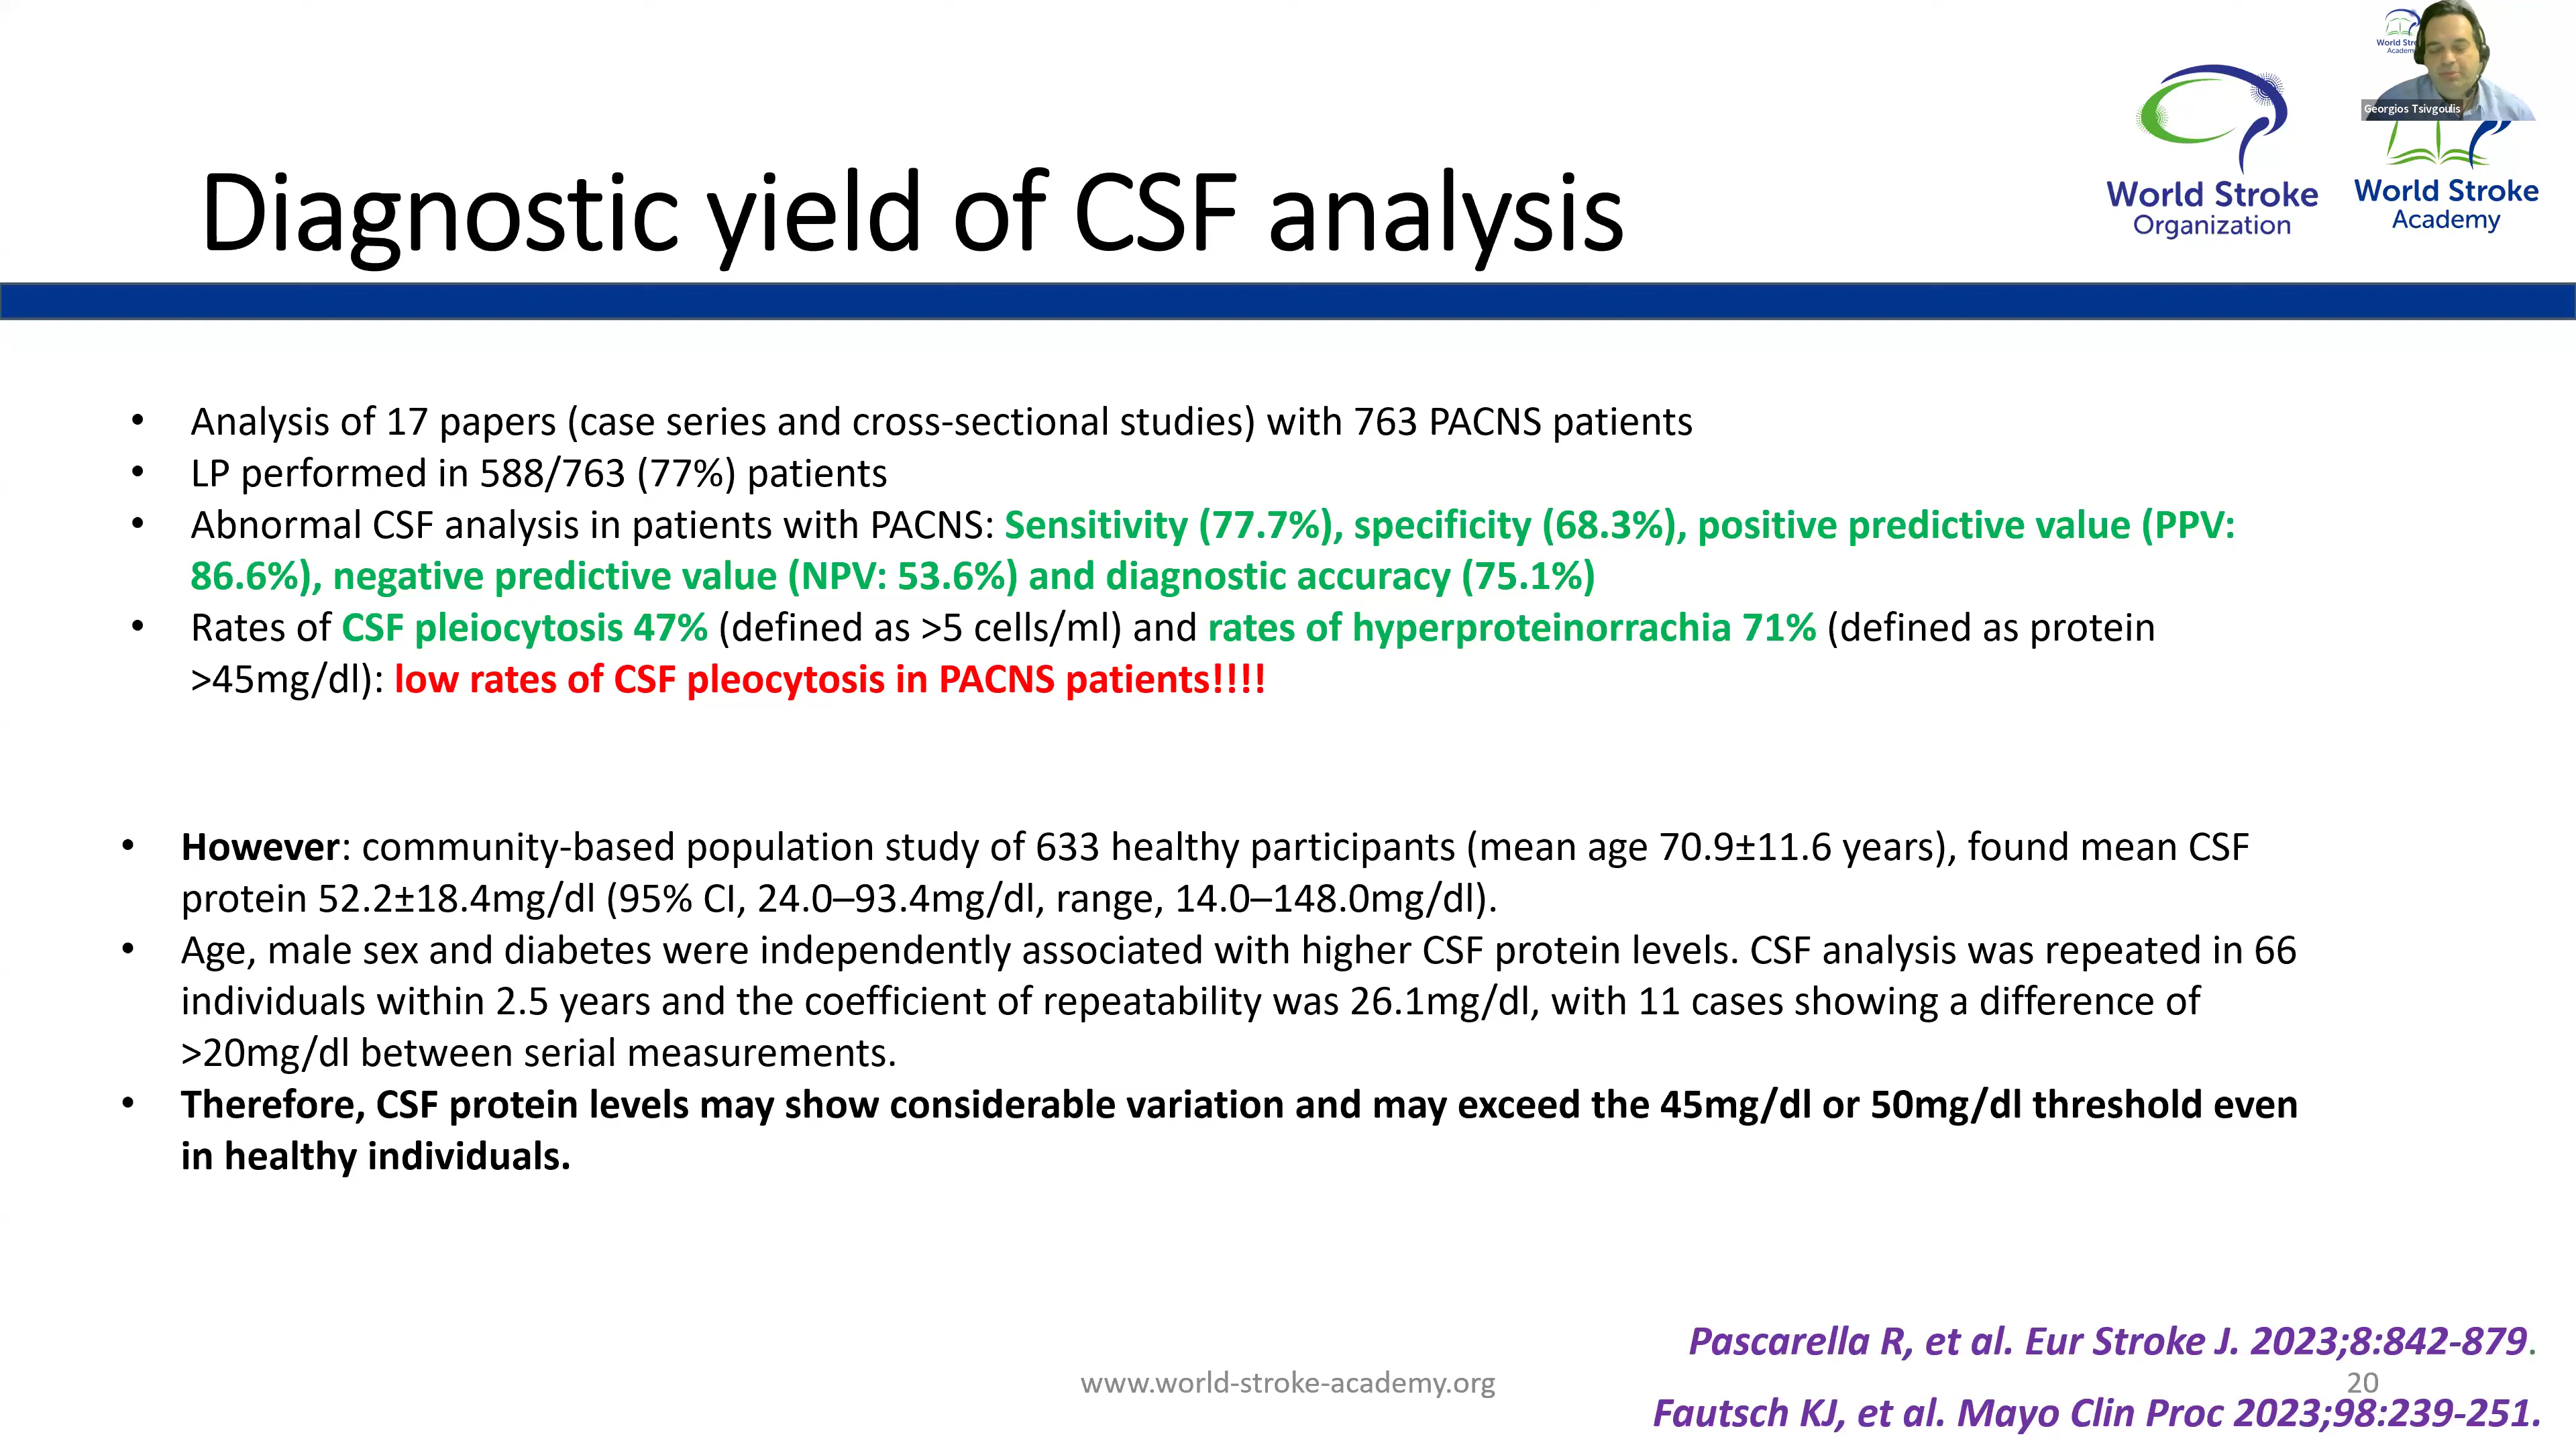 World Stroke
Academy
Georgios Tsivgoulis
World Stroke
Organization
World Stroke
Academy
Diagnostic yield of CSF analysis
• Analysis of 17 papers (case series and cross-sectional studies) with 763 PACNS patients
• LP performed in 588/763 (77%) patients
• Abnormal CSF analysis in patients with PACNS: Sensitivity (77.7%), specificity (68.3%), positive predictive value (PPV:
86.6%), negative predictive value (NPV: 53.6%) and diagnostic accuracy (75.1%)
• Rates of CSF pleiocytosis 47% (defined as >5 cells/ml) and rates of hyperproteinorrachia 71% (defined as protein
>45mg/dl): low rates of CSF pleocytosis in PACNS patients!!!!
• However: community-based population study of 633 healthy participants (mean age 70.9±11.6 years), found mean CSF
protein 52.2±18.4mg/dl (95% CI, 24.0–93.4mg/dl, range, 14.0–148.0mg/dl).
• Age, male sex and diabetes were independently associated with higher CSF protein levels. CSF analysis was repeated in 66
individuals within 2.5 years and the coefficient of repeatability was 26.1mg/dl, with 11 cases showing a difference of
>20mg/dl between serial measurements.
• Therefore, CSF protein levels may show considerable variation and may exceed the 45mg/dl or 50mg/dl threshold even
in healthy individuals.
Pascarella R, et al. Eur Stroke J. 2023;8:842-879.
www.world-stroke-academy.org
20
Fautsch KJ, et al. Mayo Clin Proc 2023;98:239-251.